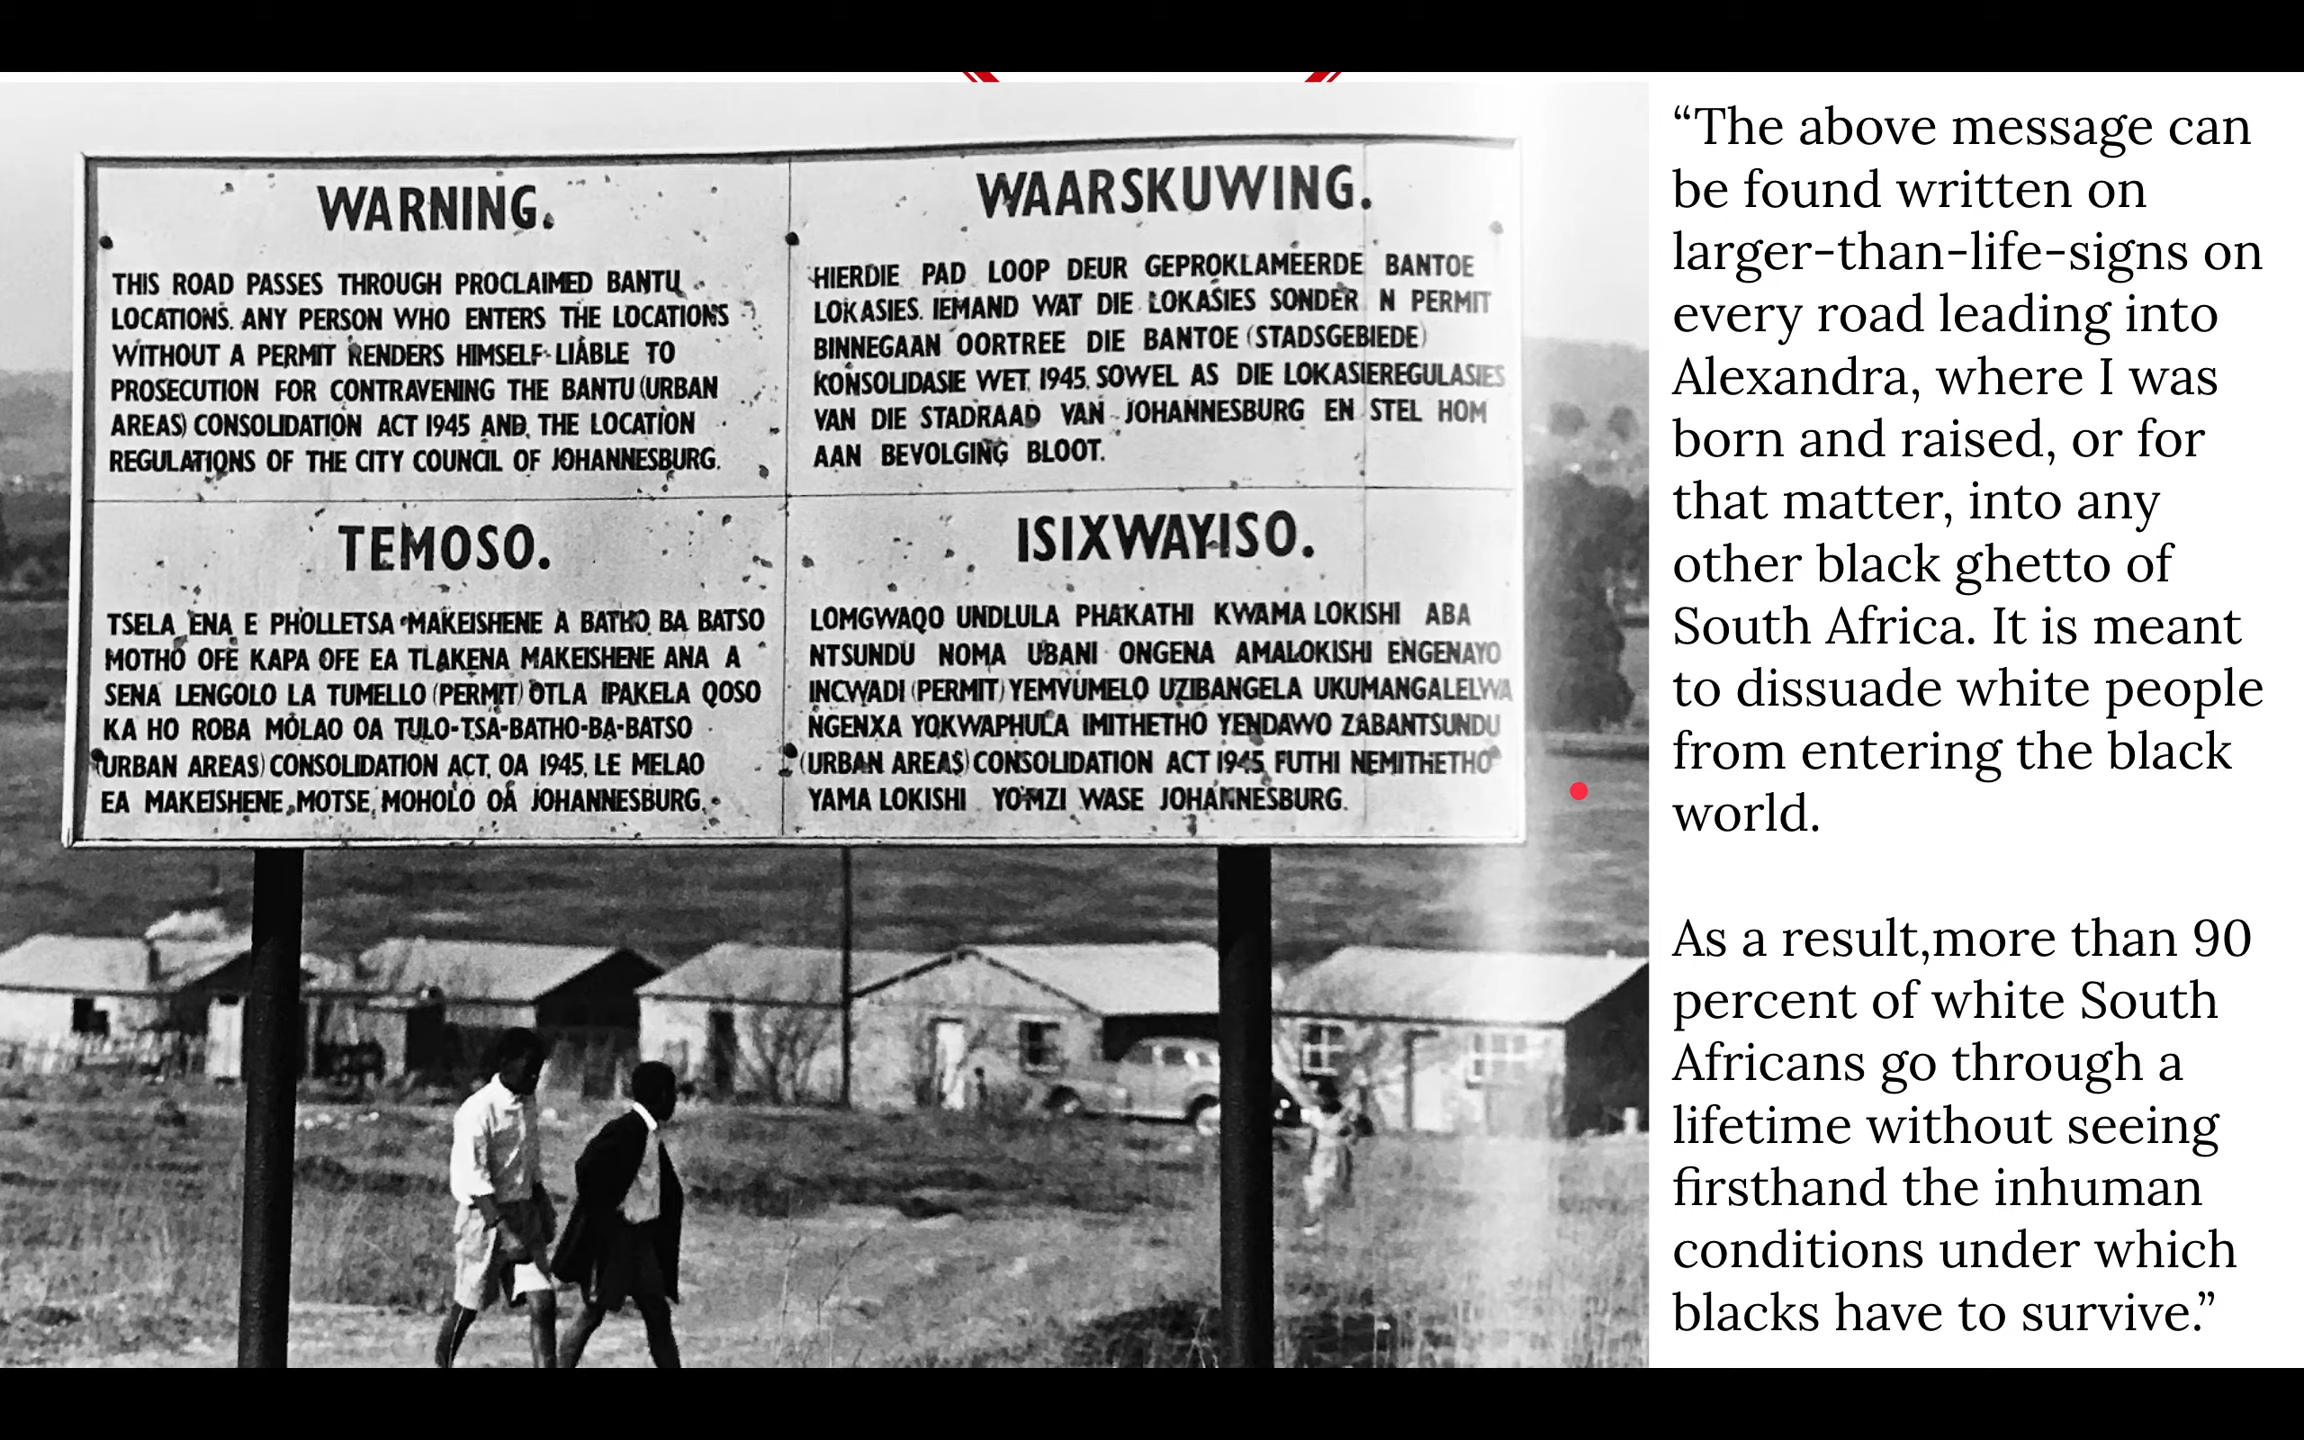 WARNING.
THIS ROAD PASSES THROUGH PROCLAIMED BANTU
LOCATIONS. ANY PERSON WHO ENTERS THE LOCATIONS
WITHOUT A PERMIT RENDERS HIMSELF LIABLE TO
PROSECUTION FOR CONTRAVENING THE BANTU (URBAN
AREAS) CONSOLIDATION ACT 1945 AND THE LOCATION
REGULATIONS OF THE CITY COUNCIL OF JOHANNESBURG.
WAARSKUWING.
HIERDIE PAD LOOP DEUR GEPROKLAMEERDE BANTOE
LOKASIES. IEMAND WAT DIE LOKASIES SONDER N PERMIT
BINNEGAAN OORTREE DIE BANTOE (STADSGEBIEDE)
KONSOLIDASIE WET, 1945, SOWEL AS DIE LOKASIEREGULASIES
VAN DIE STADRAAD VAN JOHANNESBURG EN STEL HOM
AAN BEVOLGING BLOOT.
TEMOSO.
TSELA ENA E PHOLLETSA MAKEISHENE A BATHO BA BATSO
MOTHO OFE KAPA OFE EA TLAKENA MAKEISHENE ANA A
SENA LENGOLO LA TUMELLO (PERMIT) OTLA IPAKELA QOSO
KA HO ROBA MOLAO OA TULO-TSA-BATHO-BA-BATSO
(URBAN AREAS) CONSOLIDATION ACT, OA 1945, LE MELAO
EA MAKEISHENE, MOTSE, MOHOLO OA JOHANNESBURG.
ISIXWAYISO.
LOMGWAQO UNDLULA PHAKATHI KWAMA LOKISHI ABA
NTSUNDU NOMA UBANI ONGENA AMALOKISHI ENGENAYO
INCWADI (PERMIT) YEMVUMELO UZIBANGELA UKUMANGALELWA
NGENXA YOKWAPHULA IMITHETHO YENDAWO ZABANTSUNDU
(URBAN AREAS) CONSOLIDATION ACT 1945, FUTHI NEMITHETHO
YAMA LOKISHI YOMZI WASE JOHANNESBURG.
“The above message can
be found written on
larger-than-life-signs on
every road leading into
Alexandra, where I was
born and raised, or for
that matter, into any
other black ghetto of
South Africa. It is meant
to dissuade white people
from entering the black
world.
As a result,more than 90
percent of white South
Africans go through a
lifetime without seeing
firsthand the inhuman
conditions under which
blacks have to survive.”